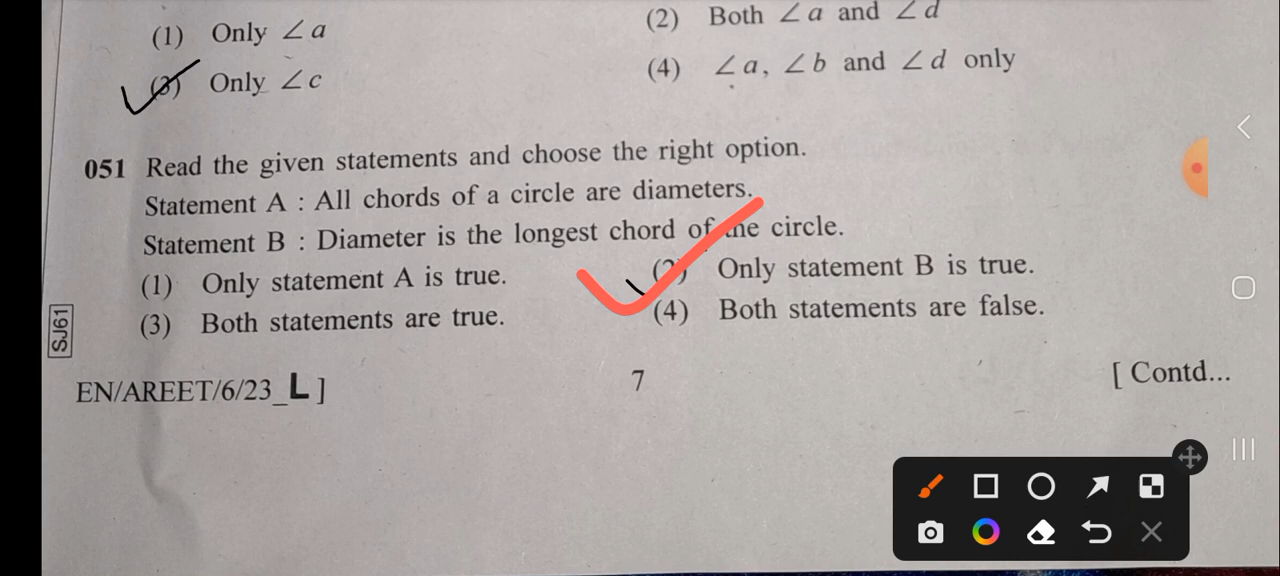 (1) Only ∠a
(2) Both ∠a and ∠d
(3) Only ∠c
(4) ∠a, ∠b and ∠d only
051 Read the given statements and choose the right option.
Statement A : All chords of a circle are diameters.
Statement B : Diameter is the longest chord of the circle.
(1) Only statement A is true.
(2) Only statement B is true.
(3) Both statements are true.
(4) Both statements are false.
SJ61
EN/AREET/6/23_L ]
7
[ Contd...